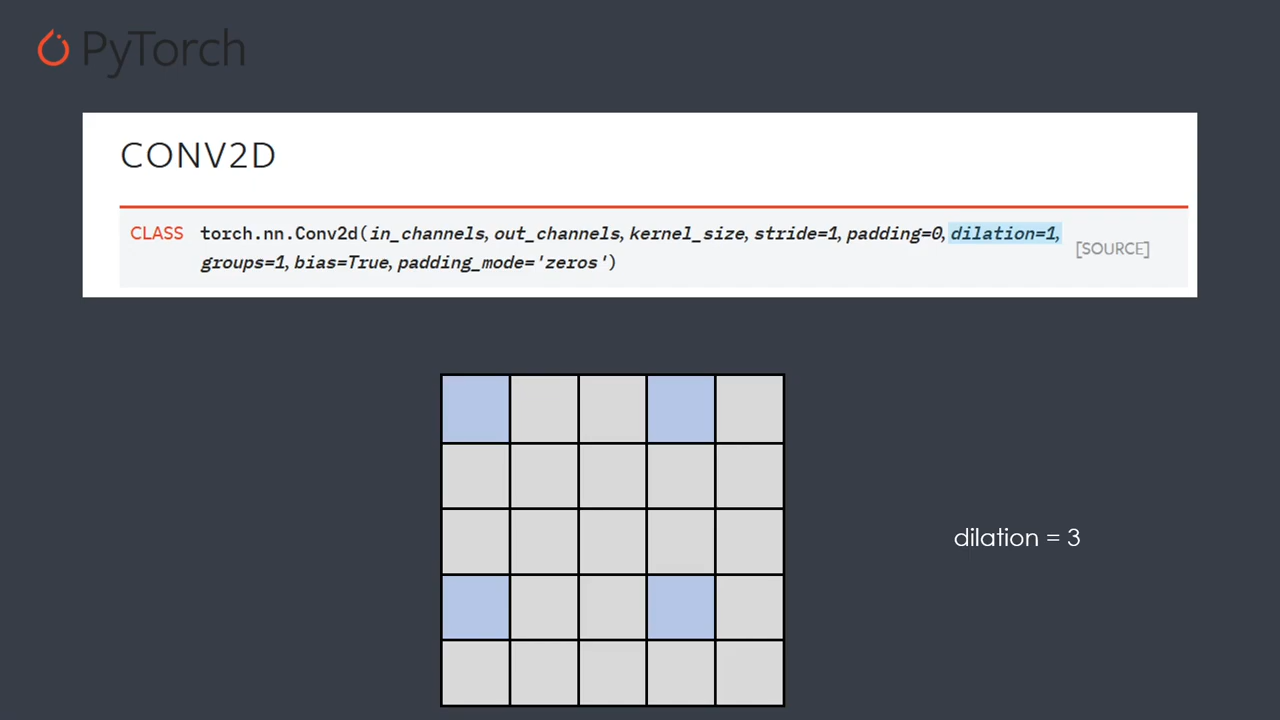 PyTorch
CONV2D
CLASS torch.nn.Conv2d(in_channels, out_channels, kernel_size, stride=1, padding=0, dilation=1,
groups=1, bias=True, padding_mode='zeros')
[SOURCE]
dilation = 3